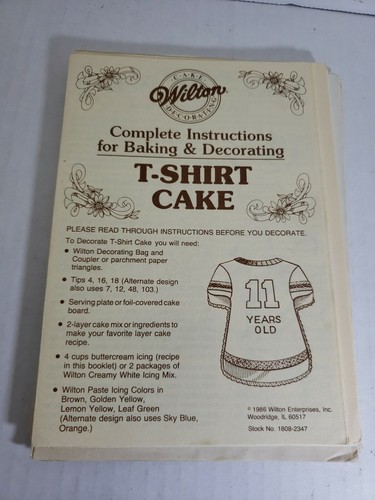 CAKE
Wilton
DECORATING
Complete Instructions
for Baking & Decorating
T-SHIRT
CAKE
PLEASE READ THROUGH INSTRUCTIONS BEFORE YOU DECORATE.
To Decorate T-Shirt Cake you will need:
• Wilton Decorating Bag and
Coupler or parchment paper
triangles.
• Tips 4, 16, 18 (Alternate design
also uses 7, 12, 48, 103.)
• Serving plate or foil-covered cake
board.
• 2-layer cake mix or ingredients to
make your favorite layer cake
recipe.
• 4 cups buttercream icing (recipe
in this booklet) or 2 packages of
Wilton Creamy White Icing Mix.
• Wilton Paste Icing Colors in
Brown, Golden Yellow,
Lemon Yellow, Leaf Green
(Alternate design also uses Sky Blue,
Orange.)
11
YEARS
OLD
© 1986 Wilton Enterprises, Inc.
Woodridge, IL 60517
Stock No. 1808-2347